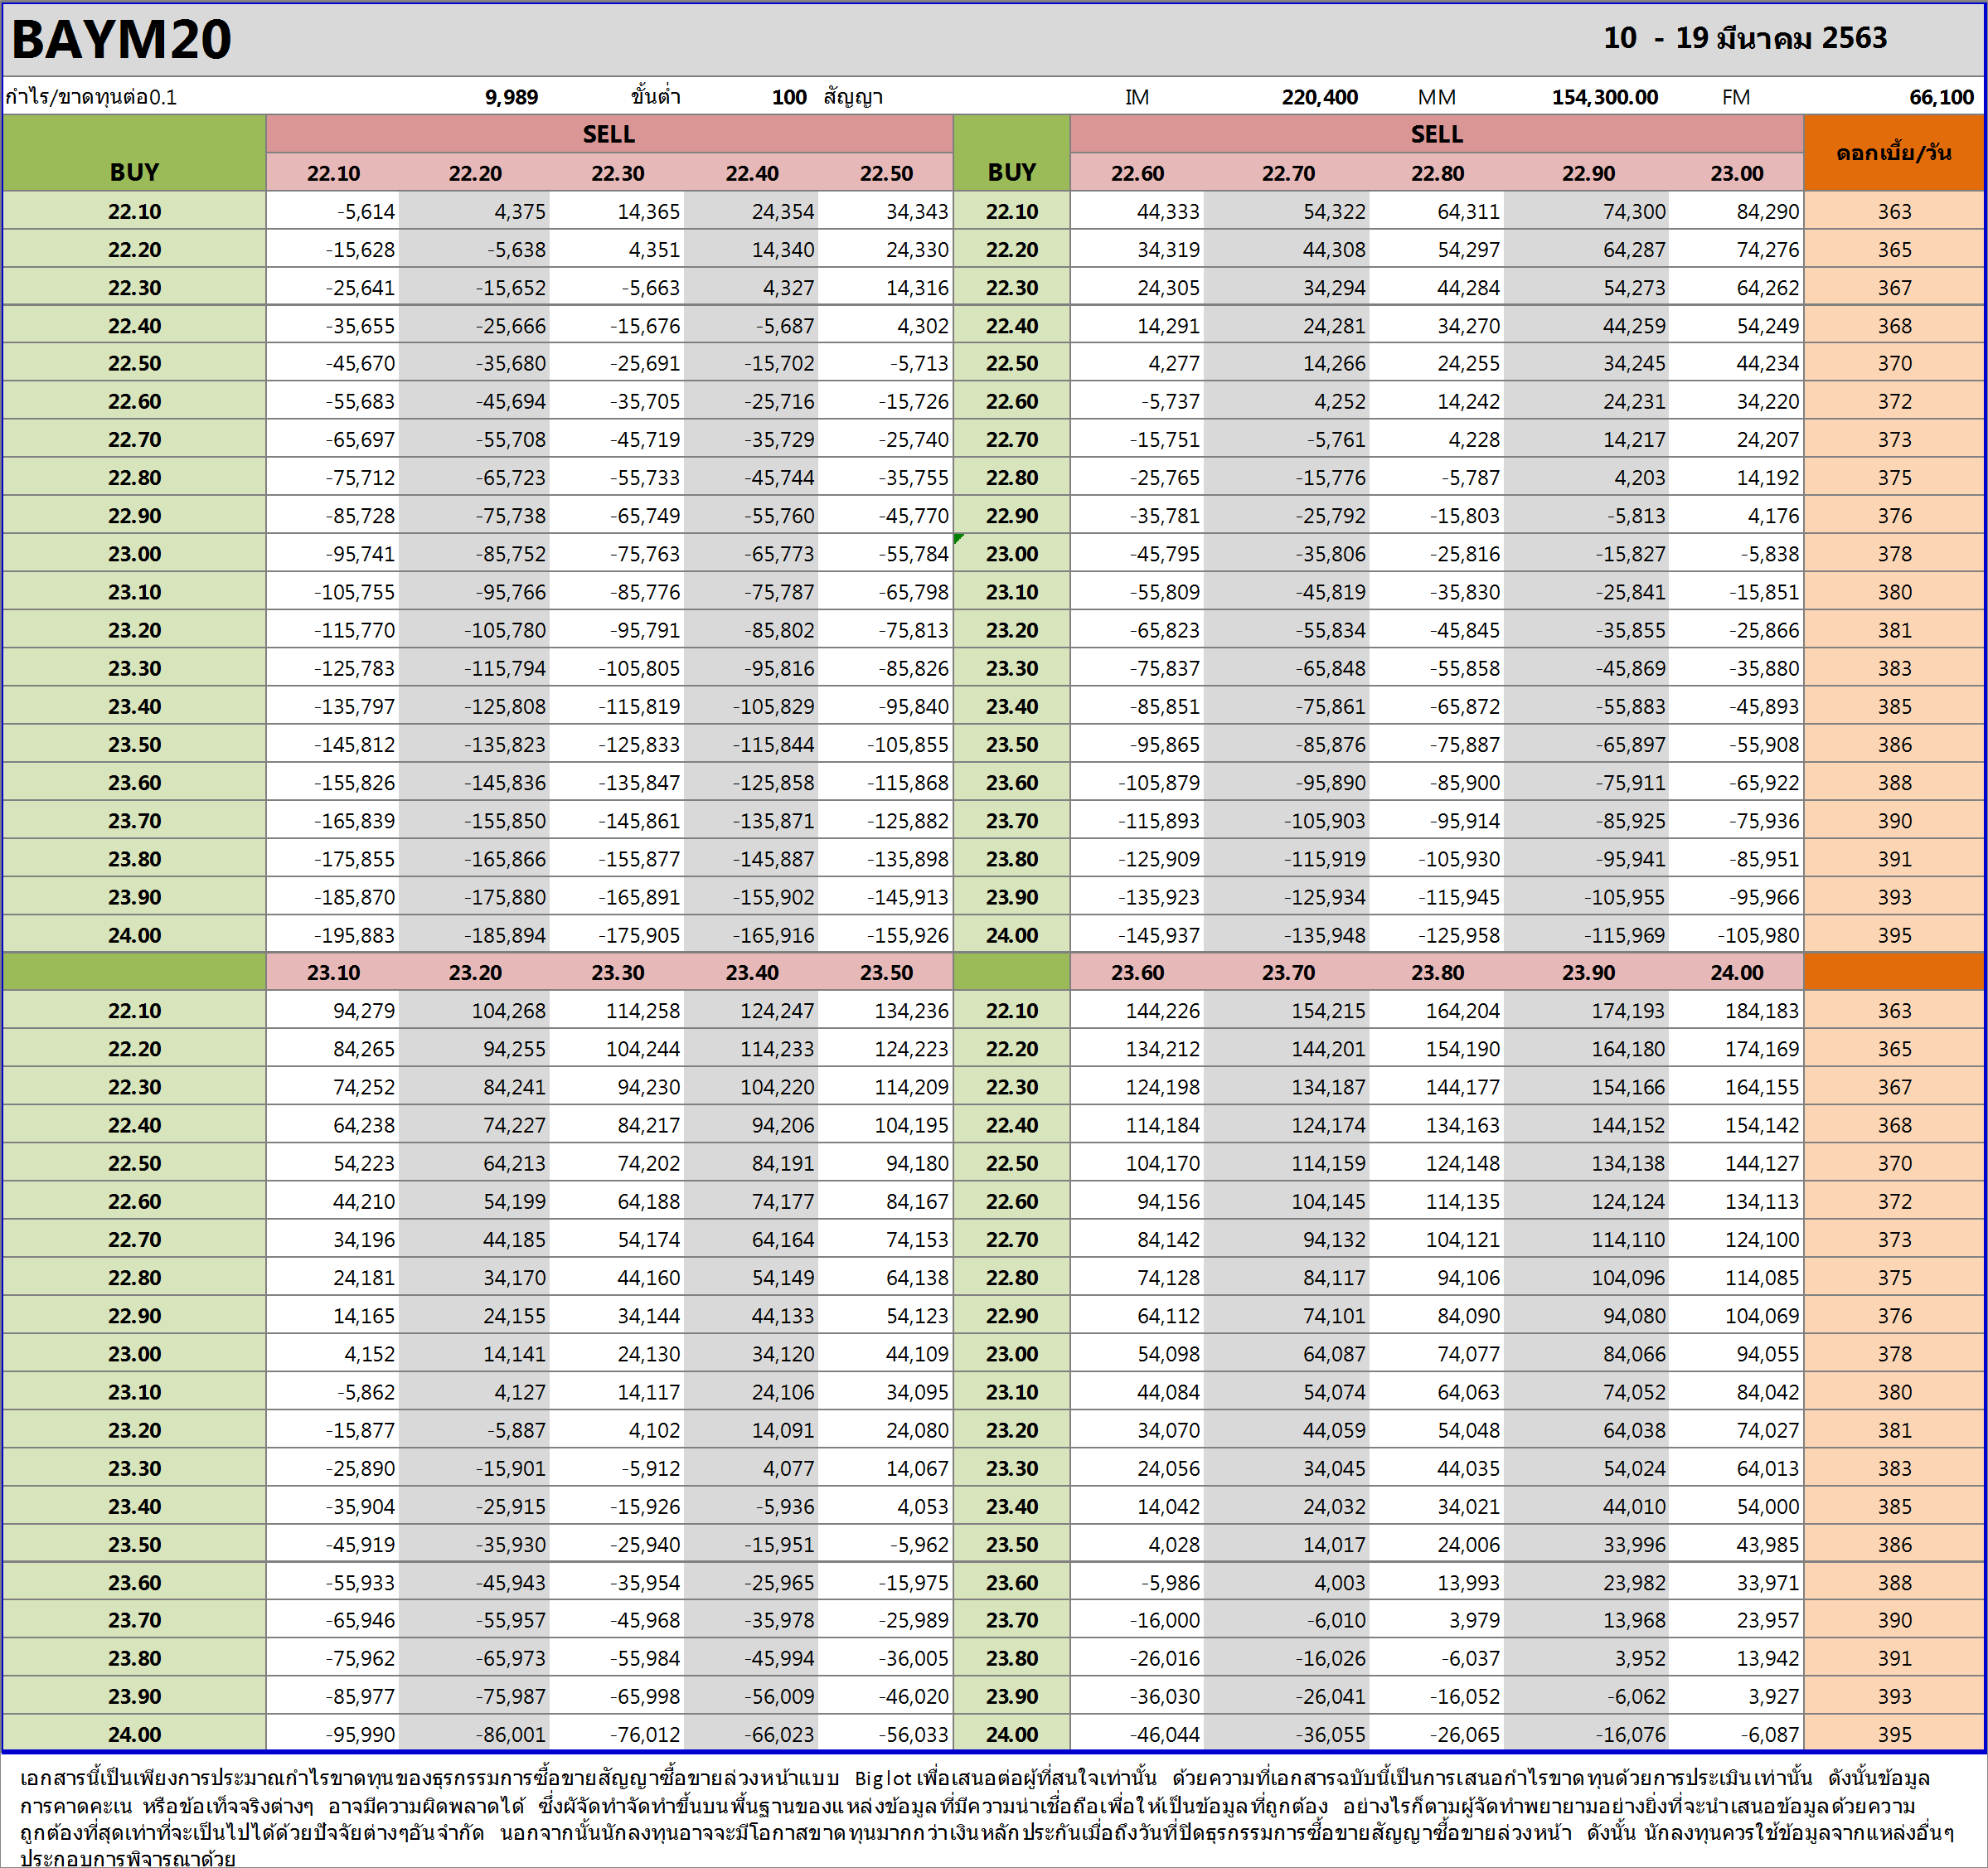 BAYM20 10 - 19 มีนาคม 2563
กำไร/ขาดทุนต่อ0.1 9,989 ขั้นต่ำ 100 สัญญา IM 220,400 MM 154,300.00 FM 66,100
SELL SELL
BUY BUY ดอกเบี้ย/วัน
22.10 22.20 22.30 22.40 22.50 22.60 22.70 22.80 22.90 23.00
22.10 -5,614 4,375 14,365 24,354 34,343 22.10 44,333 54,322 64,311 74,300 84,290 363
22.20 -15,628 -5,638 4,351 14,340 24,330 22.20 34,319 44,308 54,297 64,287 74,276 365
22.30 -25,641 -15,652 -5,663 4,327 14,316 22.30 24,305 34,294 44,284 54,273 64,262 367
22.40 -35,655 -25,666 -15,676 -5,687 4,302 22.40 14,291 24,281 34,270 44,259 54,249 368
22.50 -45,670 -35,680 -25,691 -15,702 -5,713 22.50 4,277 14,266 24,255 34,245 44,234 370
22.60 -55,683 -45,694 -35,705 -25,716 -15,726 22.60 -5,737 4,252 14,242 24,231 34,220 372
22.70 -65,697 -55,708 -45,719 -35,729 -25,740 22.70 -15,751 -5,761 4,228 14,217 24,207 373
22.80 -75,712 -65,723 -55,733 -45,744 -35,755 22.80 -25,765 -15,776 -5,787 4,203 14,192 375
22.90 -85,728 -75,738 -65,749 -55,760 -45,770 22.90 -35,781 -25,792 -15,803 -5,813 4,176 376
23.00 -95,741 -85,752 -75,763 -65,773 -55,784 23.00 -45,795 -35,806 -25,816 -15,827 -5,838 378
23.10 -105,755 -95,766 -85,776 -75,787 -65,798 23.10 -55,809 -45,819 -35,830 -25,841 -15,851 380
23.20 -115,770 -105,780 -95,791 -85,802 -75,813 23.20 -65,823 -55,834 -45,845 -35,855 -25,866 381
23.30 -125,783 -115,794 -105,805 -95,816 -85,826 23.30 -75,837 -65,848 -55,858 -45,869 -35,880 383
23.40 -135,797 -125,808 -115,819 -105,829 -95,840 23.40 -85,851 -75,861 -65,872 -55,883 -45,893 385
23.50 -145,812 -135,823 -125,833 -115,844 -105,855 23.50 -95,865 -85,876 -75,887 -65,897 -55,908 386
23.60 -155,826 -145,836 -135,847 -125,858 -115,868 23.60 -105,879 -95,890 -85,900 -75,911 -65,922 388
23.70 -165,839 -155,850 -145,861 -135,871 -125,882 23.70 -115,893 -105,903 -95,914 -85,925 -75,936 390
23.80 -175,855 -165,866 -155,877 -145,887 -135,898 23.80 -125,909 -115,919 -105,930 -95,941 -85,951 391
23.90 -185,870 -175,880 -165,891 -155,902 -145,913 23.90 -135,923 -125,934 -115,945 -105,955 -95,966 393
24.00 -195,883 -185,894 -175,905 -165,916 -155,926 24.00 -145,937 -135,948 -125,958 -115,969 -105,980 395
23.10 23.20 23.30 23.40 23.50 23.60 23.70 23.80 23.90 24.00
22.10 94,279 104,268 114,258 124,247 134,236 22.10 144,226 154,215 164,204 174,193 184,183 363
22.20 84,265 94,255 104,244 114,233 124,223 22.20 134,212 144,201 154,190 164,180 174,169 365
22.30 74,252 84,241 94,230 104,220 114,209 22.30 124,198 134,187 144,177 154,166 164,155 367
22.40 64,238 74,227 84,217 94,206 104,195 22.40 114,184 124,174 134,163 144,152 154,142 368
22.50 54,223 64,213 74,202 84,191 94,180 22.50 104,170 114,159 124,148 134,138 144,127 370
22.60 44,210 54,199 64,188 74,177 84,167 22.60 94,156 104,145 114,135 124,124 134,113 372
22.70 34,196 44,185 54,174 64,164 74,153 22.70 84,142 94,132 104,121 114,110 124,100 373
22.80 24,181 34,170 44,160 54,149 64,138 22.80 74,128 84,117 94,106 104,096 114,085 375
22.90 14,165 24,155 34,144 44,133 54,123 22.90 64,112 74,101 84,090 94,080 104,069 376
23.00 4,152 14,141 24,130 34,120 44,109 23.00 54,098 64,087 74,077 84,066 94,055 378
23.10 -5,862 4,127 14,117 24,106 34,095 23.10 44,084 54,074 64,063 74,052 84,042 380
23.20 -15,877 -5,887 4,102 14,091 24,080 23.20 34,070 44,059 54,048 64,038 74,027 381
23.30 -25,890 -15,901 -5,912 4,077 14,067 23.30 24,056 34,045 44,035 54,024 64,013 383
23.40 -35,904 -25,915 -15,926 -5,936 4,053 23.40 14,042 24,032 34,021 44,010 54,000 385
23.50 -45,919 -35,930 -25,940 -15,951 -5,962 23.50 4,028 14,017 24,006 33,996 43,985 386
23.60 -55,933 -45,943 -35,954 -25,965 -15,975 23.60 -5,986 4,003 13,993 23,982 33,971 388
23.70 -65,946 -55,957 -45,968 -35,978 -25,989 23.70 -16,000 -6,010 3,979 13,968 23,957 390
23.80 -75,962 -65,973 -55,984 -45,994 -36,005 23.80 -26,016 -16,026 -6,037 3,952 13,942 391
23.90 -85,977 -75,987 -65,998 -56,009 -46,020 23.90 -36,030 -26,041 -16,052 -6,062 3,927 393
24.00 -95,990 -86,001 -76,012 -66,023 -56,033 24.00 -46,044 -36,055 -26,065 -16,076 -6,087 395
เอกสารนี้เป็นเพียงการประมาณกำไรขาดทุนของธุรกรรมการซื้อขายสัญญาซื้อขายล่วงหน้าแบบ Big lot เพื่อเสนอต่อผู้ที่สนใจเท่านั้น ด้วยความที่เอกสารฉบับนี้เป็นการเสนอกำไรขาดทุนด้วยการประเมินเท่านั้น ดังนั้นข้อมูล
การคาดคะเน หรือข้อเท็จจริงต่างๆ อาจมีความผิดพลาดได้ ซึ่งผู้จัดทำจัดทำขึ้นบนพื้นฐานของแหล่งข้อมูลที่มีความน่าเชื่อถือเพื่อให้เป็นข้อมูลที่ถูกต้อง อย่างไรก็ตามผู้จัดทำพยายามอย่างยิ่งที่จะนำเสนอข้อมูลด้วยความ
ถูกต้องที่สุดเท่าที่จะเป็นไปได้ด้วยปัจจัยต่างๆอันจำกัด นอกจากนั้นนักลงทุนอาจจะมีโอกาสขาดทุนมากกว่าเงินหลักประกันเมื่อถึงวันที่ปิดธุรกรรมการซื้อขายสัญญาซื้อขายล่วงหน้า ดังนั้น นักลงทุนควรใช้ข้อมูลจากแหล่งอื่นๆ
ประกอบการพิจารณาด้วย